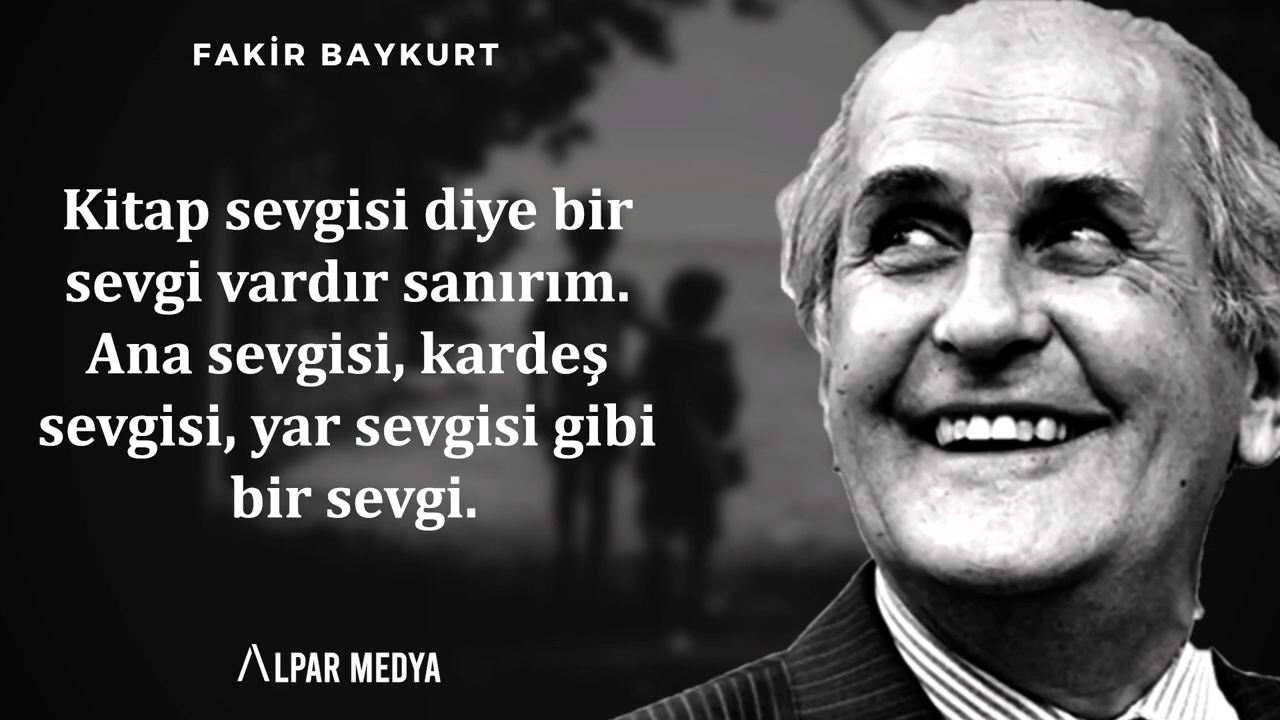 FAKİR BAYKURT
Kitap sevgisi diye bir
sevgi vardır sanırım.
Ana sevgisi, kardeş
sevgisi, yar sevgisi gibi
bir sevgi.
ALPAR MEDYA